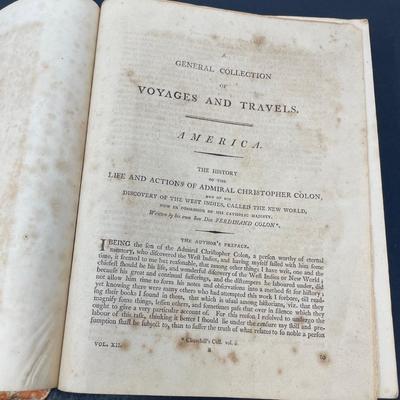 A
GENERAL COLLECTION
OF
VOYAGES AND TRAVELS.
AMERICA.
THE HISTORY
OF THE
LIFE AND ACTIONS OF ADMIRAL CHRISTOPHER COLON,
AND OF HIS
DISCOVERY OF THE WEST INDIES, CALLED THE NEW WORLD,
NOW IN POSSESSION OF HIS CATHOLIC MAJESTY.
Written by his own Son Don FERDINAND COLON*.
THE AUTHOR'S PREFACE.
I BEING the son of the Admiral Christopher Colon, a person worthy of eternal
memory, who discovered the West Indies, and having myself sailed with him some
time, it seemed to me but reasonable, that among other things I have writ, one and the
chiefest should be his life, and wonderful discovery of the West Indies or New World;
because his great and continual sufferings, and the distempers he laboured under, did
not allow him time to form his notes and observations into a method fit for history;
yet knowing there were many others who had attempted this work I forbore, till read-
ing their books I found in them, that which is usual among historians, viz. that they
magnify some things, lessen others, and sometimes pass that over in silence which they
ought to give a very particular account of. For this reason I resolved to undergo the
labour of this task, thinking it better I should lie under the censure my skill and pre-
sumption shall be subject to, than to suffer the truth of what relates to so noble a person
* Churchill's Coll. vol. 2.
VOL. XII.
B
to